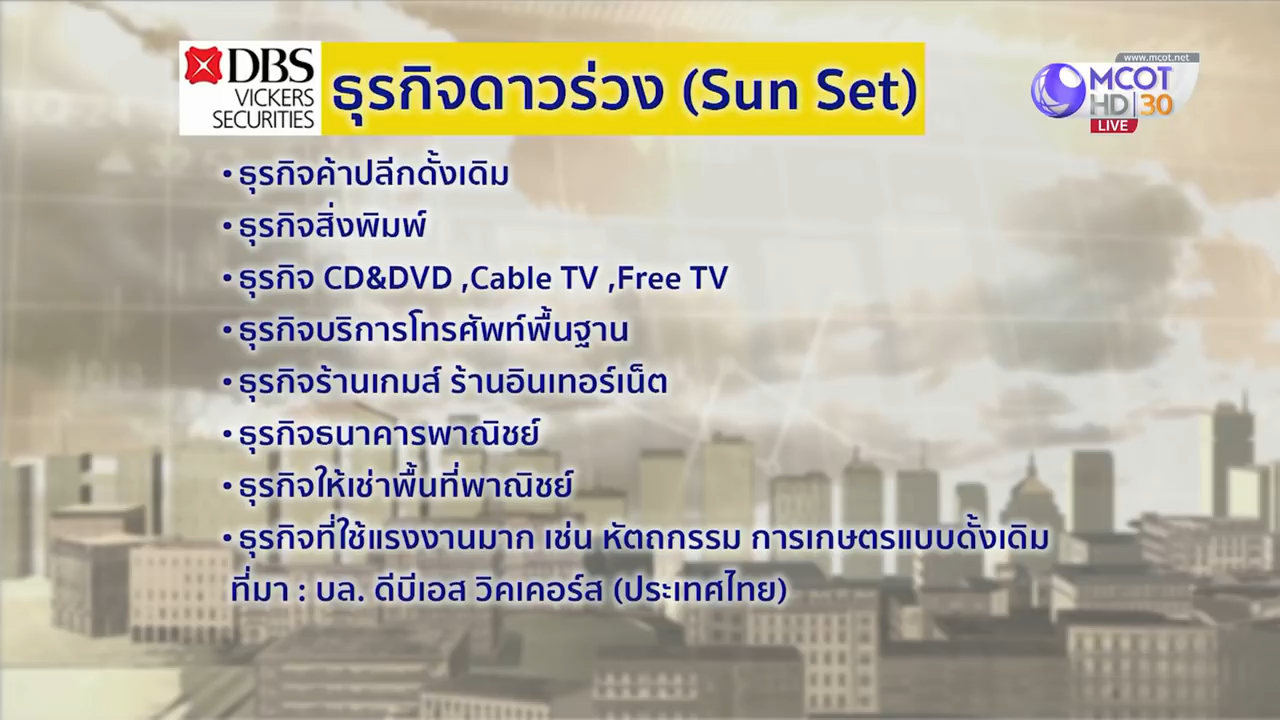 DBS
VICKERS
SECURITIES
ธุรกิจดาวร่วง (Sun Set)
www.mcot.net
MCOT
HD|30
LIVE
•ธุรกิจค้าปลีกดั้งเดิม
•ธุรกิจสิ่งพิมพ์
•ธุรกิจ CD&DVD ,Cable TV ,Free TV
•ธุรกิจบริการโทรศัพท์พื้นฐาน
•ธุรกิจร้านเกมส์ ร้านอินเทอร์เน็ต
•ธุรกิจธนาคารพาณิชย์
•ธุรกิจให้เช่าพื้นที่พาณิชย์
•ธุรกิจที่ใช้แรงงานมาก เช่น หัตถกรรม การเกษตรแบบดั้งเดิม
ที่มา : บล. ดีบีเอส วิคเคอร์ส (ประเทศไทย)